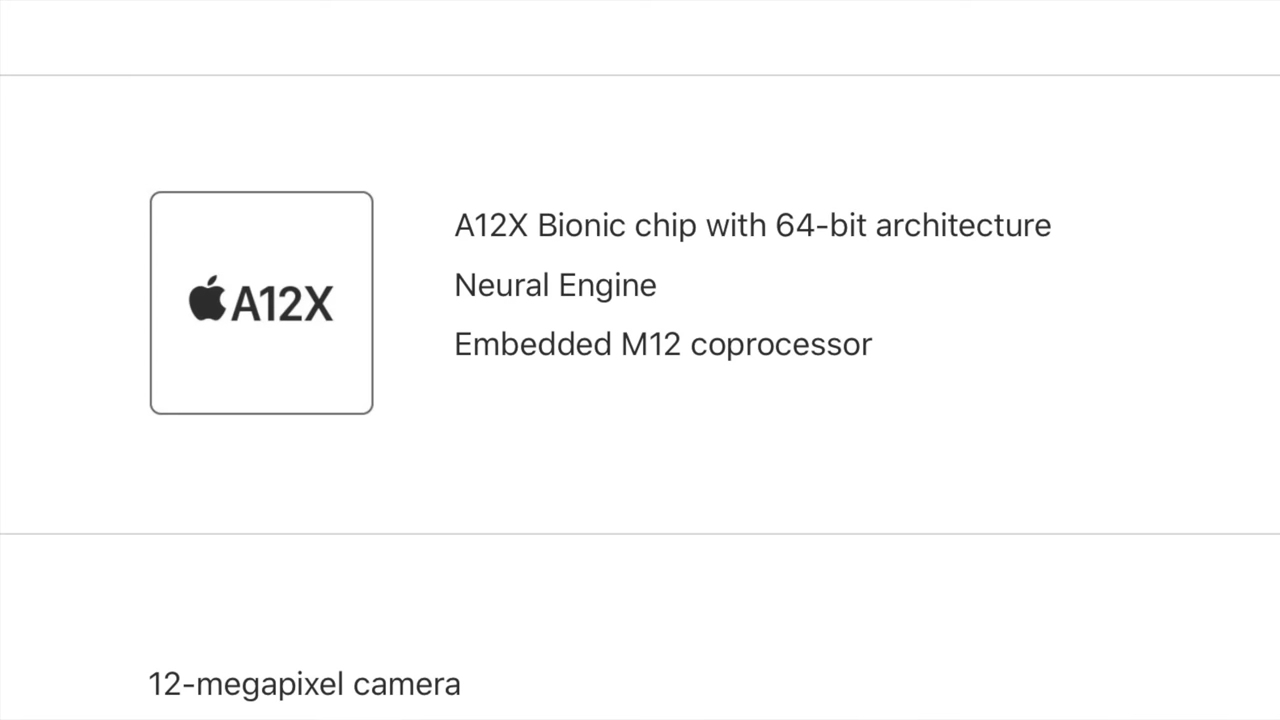 A12X
A12X Bionic chip with 64-bit architecture
Neural Engine
Embedded M12 coprocessor
12-megapixel camera